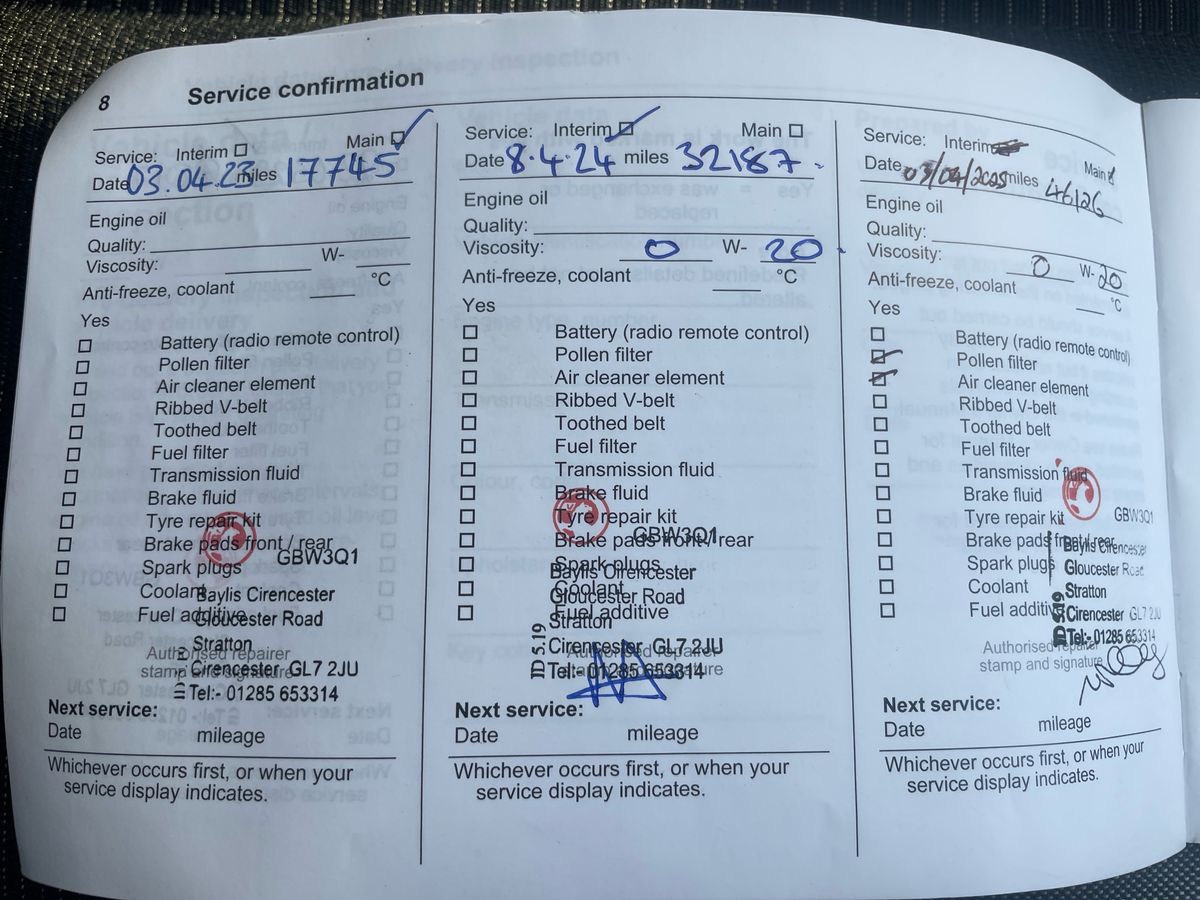 8
Service confirmation
Service: Interim Main
Date 03.04.23 miles 17745
Engine oil
Quality:
Viscosity: W-
Anti-freeze, coolant °C
Yes
Battery (radio remote control)
Pollen filter
Air cleaner element
Ribbed V-belt
Toothed belt
Fuel filter
Transmission fluid
Brake fluid
Tyre repair kit
Brake pads front / rear
GBW3Q1
Spark plugs
Coolant
Baylis Cirencester
Fuel additive
Gloucester Road
Stratton
Authorised repairer
stamp and signature
Cirencester GL7 2JU
Tel:- 01285 653314
Next service:
Date mileage
Whichever occurs first, or when your
service display indicates.
Service: Interim Main
Date 8.4.24 miles 32187
Engine oil
Quality:
Viscosity: 0 W- 20
Anti-freeze, coolant °C
Yes
Battery (radio remote control)
Pollen filter
Air cleaner element
Ribbed V-belt
Toothed belt
Fuel filter
Transmission fluid
Brake fluid
Tyre repair kit
Brake pads front / rear
GBW3Q1
Spark plugs
Baylis Cirencester
Coolant
Gloucester Road
Fuel additive
Stratton
ID 5.19
Cirencester GL7 2JU
Authorised repairer
stamp and signature
Tel:- 01285 653314
Next service:
Date mileage
Whichever occurs first, or when your
service display indicates.
Service: Interim Main
Date 03/04/2025 miles 46126
Engine oil
Quality:
Viscosity: 0 W- 20
Anti-freeze, coolant °C
Yes
Battery (radio remote control)
Pollen filter
Air cleaner element
Ribbed V-belt
Toothed belt
Fuel filter
Transmission fluid
Brake fluid
Tyre repair kit
GBW3Q1
Brake pads front / rear
Baylis Cirencester
Spark plugs
Gloucester Road
Coolant
Stratton
Fuel additive
Cirencester GL7 2JU
Tel:- 01285 653314
Authorised repairer
stamp and signature
Next service:
Date mileage
Whichever occurs first, or when your
service display indicates.